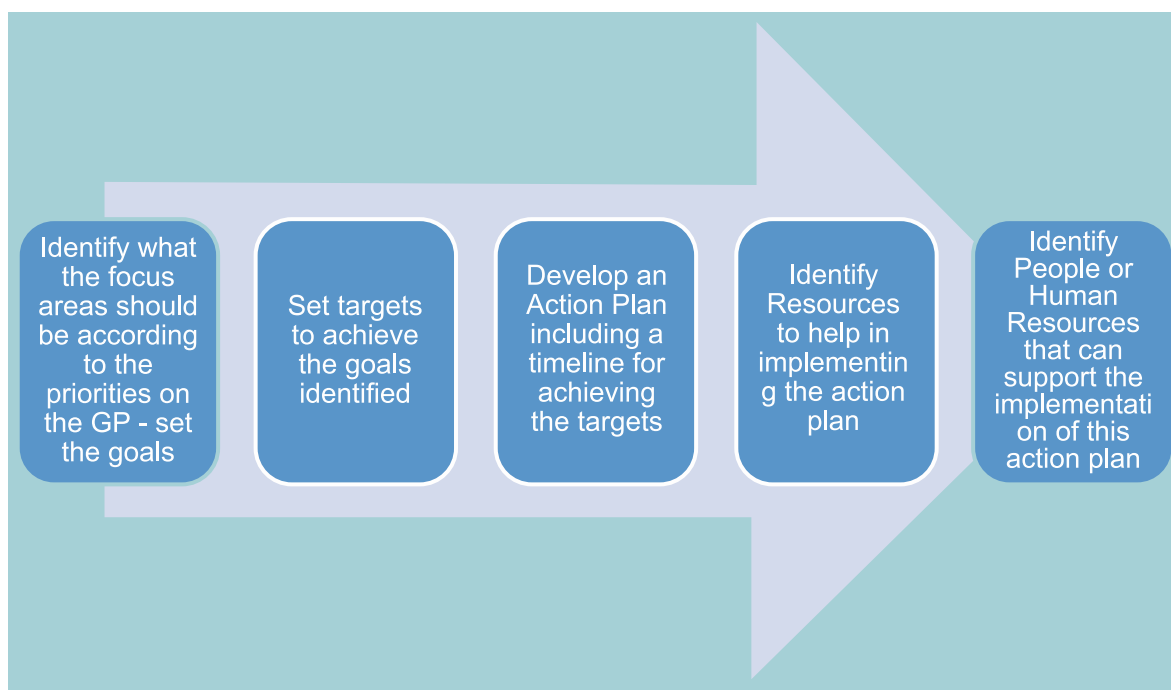 Identify what
the focus
areas should
be according
to the
priorities on
the GP - set
the goals
Set targets
to achieve
the goals
identified
Develop an
Action Plan
including a
timeline for
achieving
the targets
Identify
Resources
to help in
implementin
g the action
plan
Identify
People or
Human
Resources
that can
support the
implementati
on of this
action plan